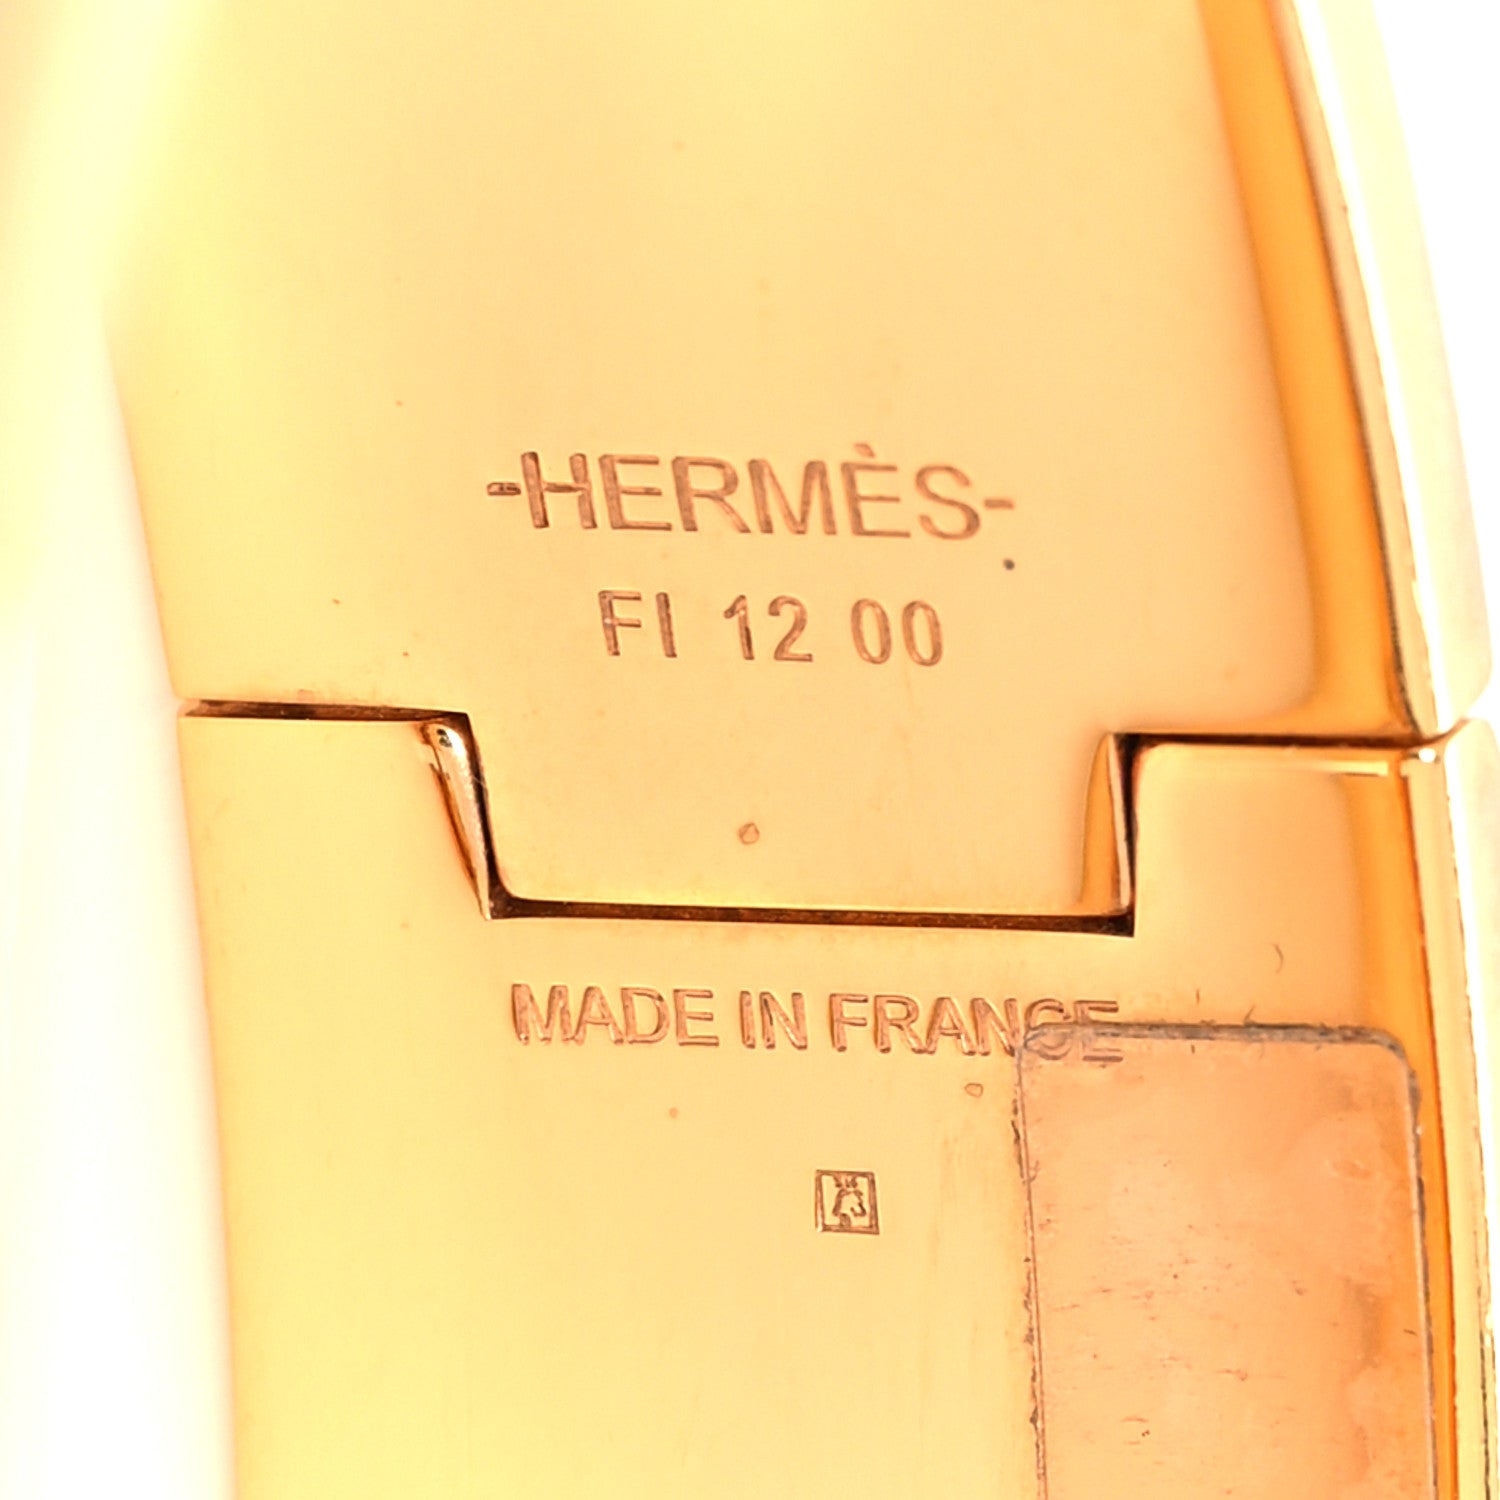 -HERMÈS-
FI 12 00
MADE IN FRANCE